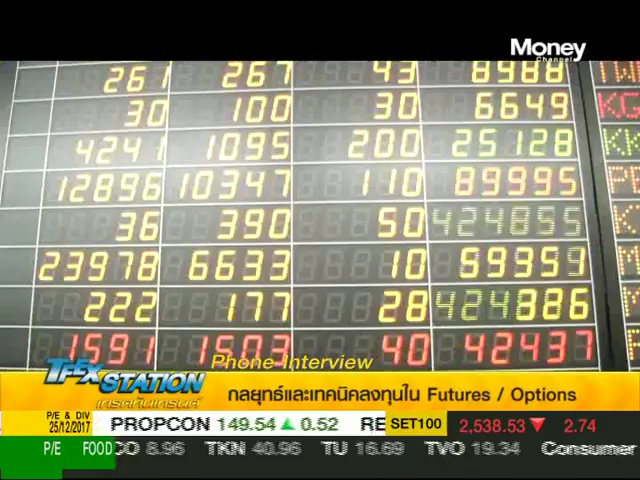 Money
Channel
261 267 43 8988
30 100 30 6649 KG
4241 1095 200 25128
12896 10347 110 89995
36 390 50 424855
23978 6633 10 59359
222 177 28 424886
1591 1503 40 42437
Phone Interview
TFEX STATION
กลยุทธ์และเทคนิคลงทุนใน Futures / Options
P/E & DIV
25/12/2017
PROPCON 149.54 ▲ 0.52 RE SET100 2,538.53 ▼ 2.74
P/E FOOD CO 8.96 TKN 40.96 TU 16.69 TVO 19.34 Consumer